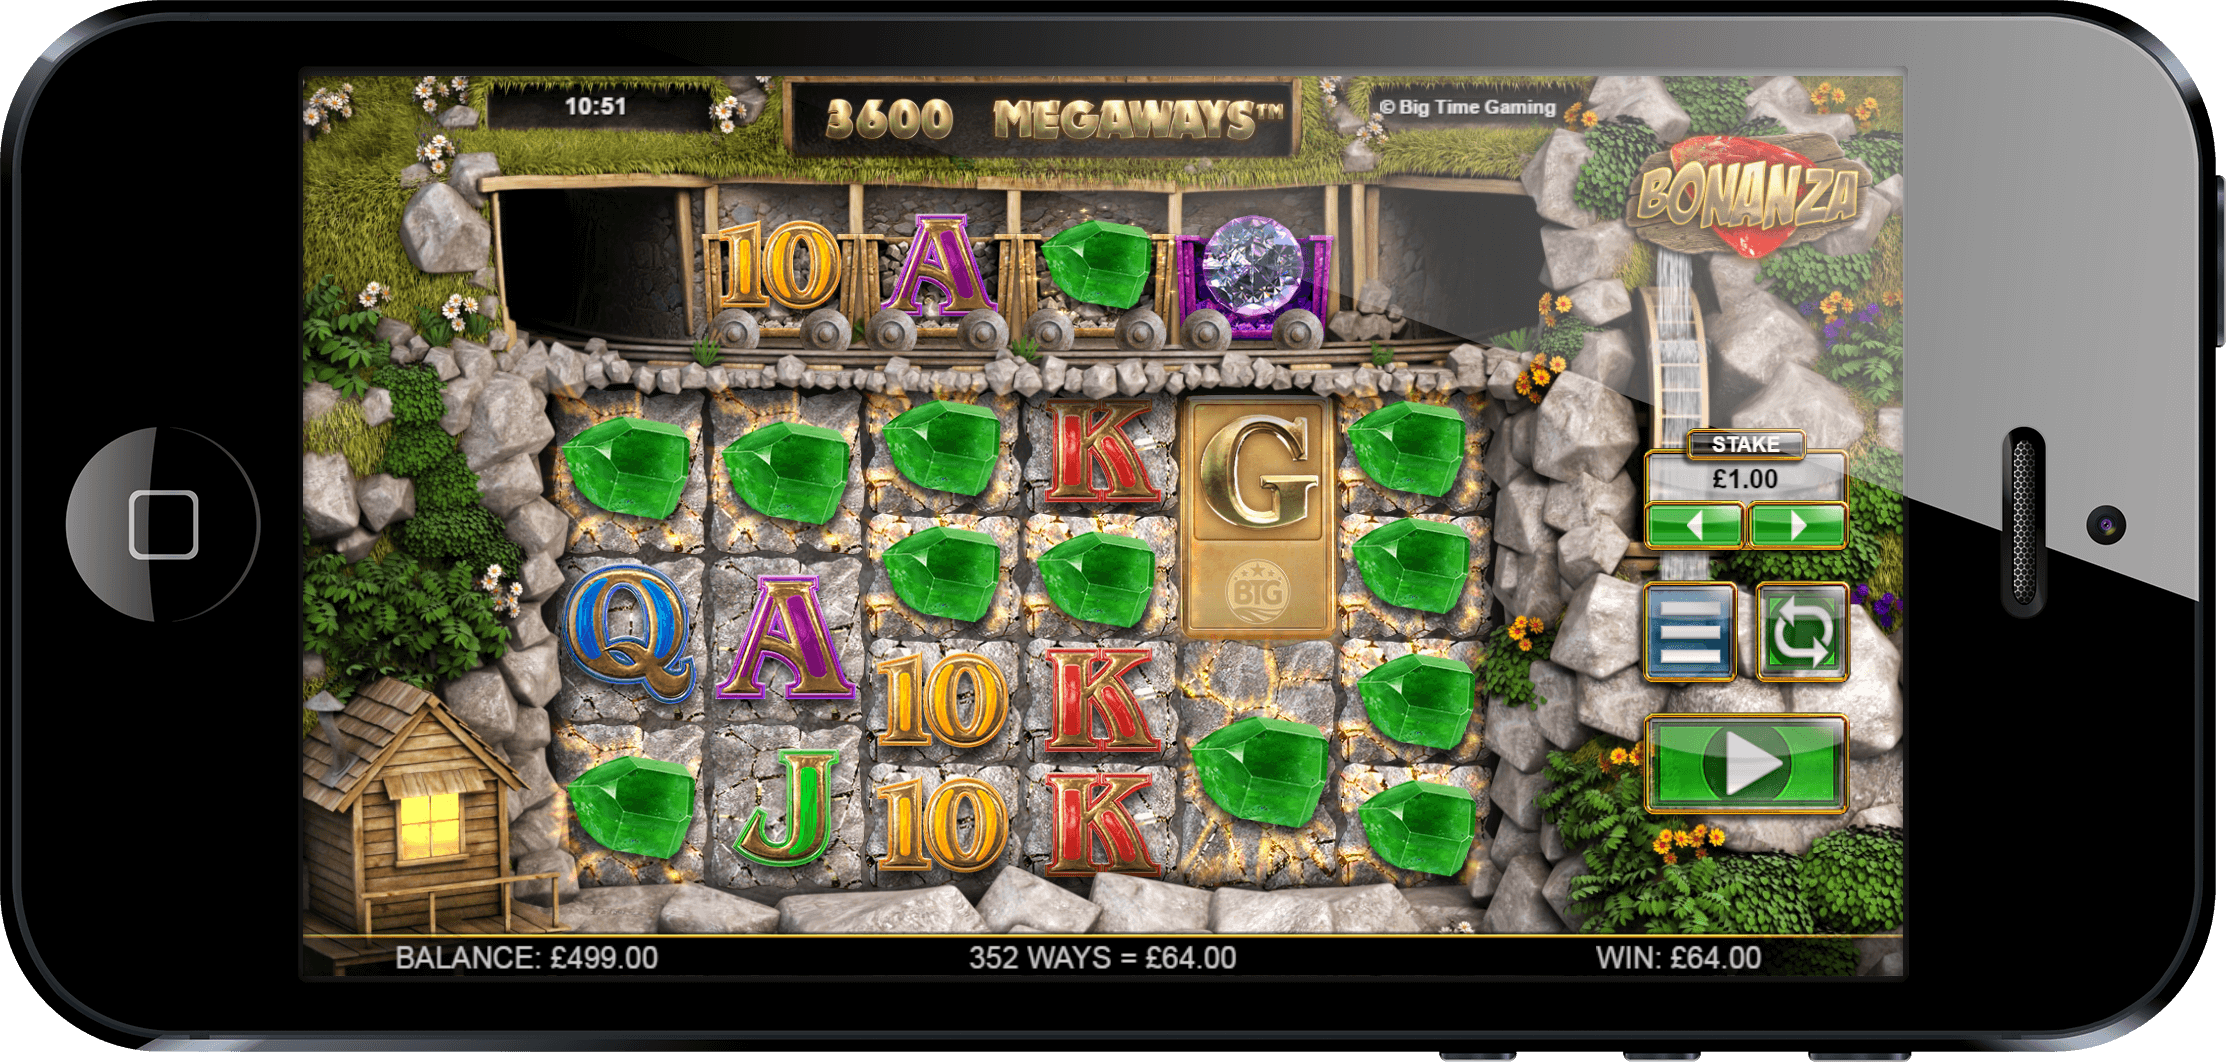 10:51
3600 MEGAWAYS™
© Big Time Gaming
BONANZA
10 A
K G
STAKE
£1.00
BTG
Q A
10 K
J 10 K
BALANCE: £499.00 352 WAYS = £64.00 WIN: £64.00